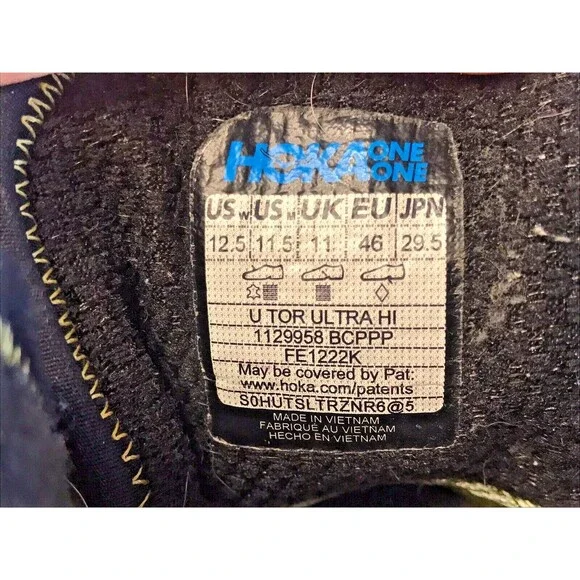 HOKA ONE ONE
US W US M UK EU JPN
12.5 11.5 11 46 29.5
U TOR ULTRA HI
1129958 BCPPP
FE1222K
May be covered by Pat:
www.hoka.com/patents
S0HUTSLTRZNR6@5
MADE IN VIETNAM
FABRIQUÉ AU VIETNAM
HECHO EN VIETNAM